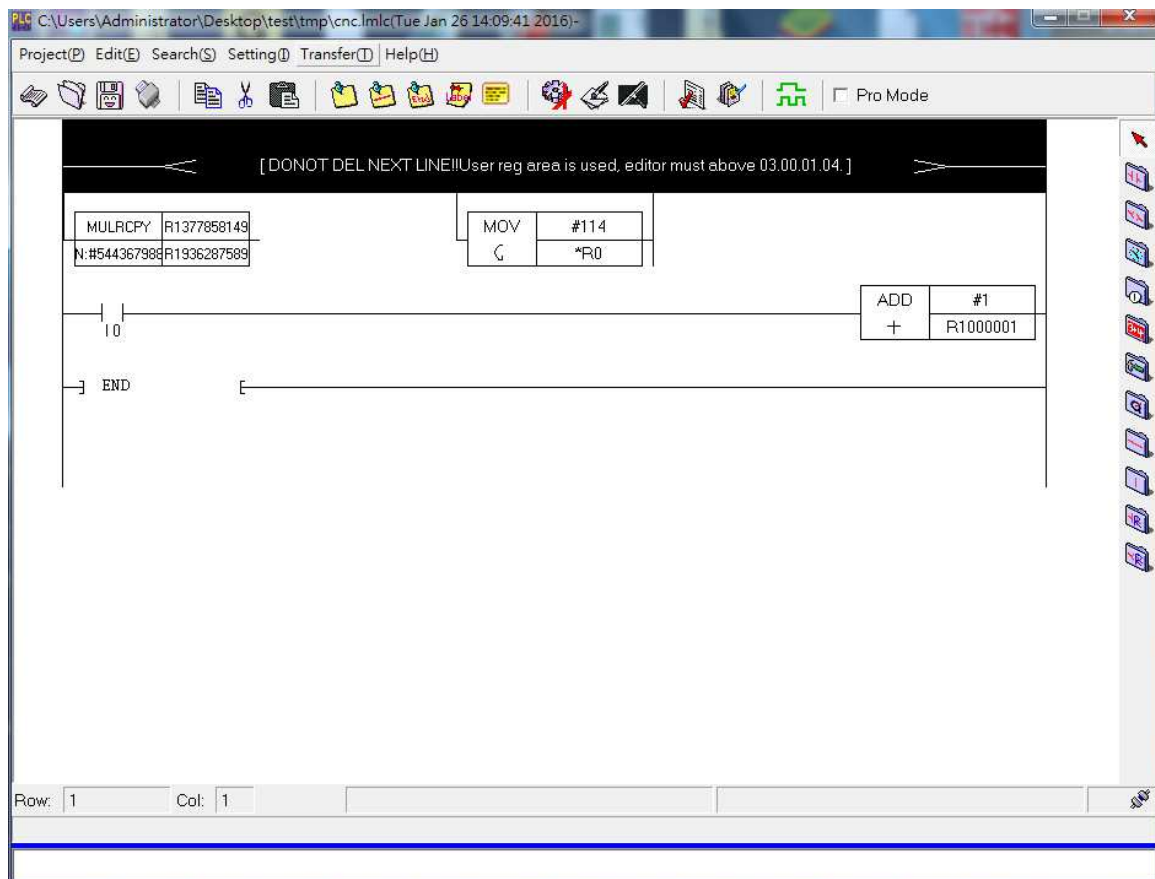 C:\Users\Administrator\Desktop\test\tmp\cnc.lmlc(Tue Jan 26 14:09:41 2016)-
Project(P) Edit(E) Search(S) Setting(I) Transfer(T) Help(H)
Pro Mode
[ DONOT DEL NEXT LINE!!User reg area is used, editor must above 03.00.01.04. ]
MULRCPY R1377858149 MOV #114
N:#544367988 R1936287589 *R0
ADD #1
I0 + R1000001
END
Row: 1 Col: 1